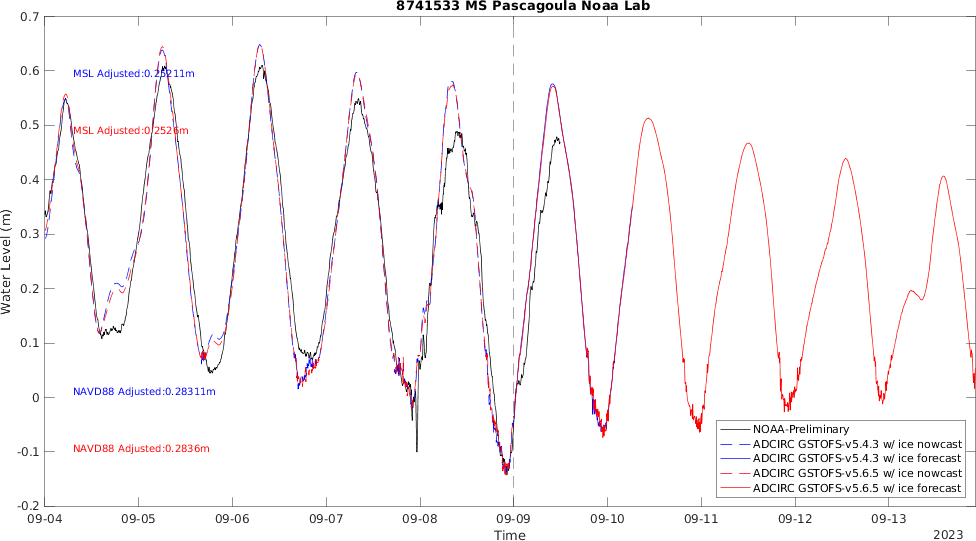 8741533 MS Pascagoula Noaa Lab
0.7
0.6
0.5
0.4
0.3
0.2
0.1
0
-0.1
-0.2
Water Level (m)
MSL Adjusted:0.25211m
MSL Adjusted:0.2526m
NAVD88 Adjusted:0.28311m
NAVD88 Adjusted:0.2836m
NOAA-Preliminary
ADCIRC GSTOFS-v5.4.3 w/ ice nowcast
ADCIRC GSTOFS-v5.4.3 w/ ice forecast
ADCIRC GSTOFS-v5.6.5 w/ ice nowcast
ADCIRC GSTOFS-v5.6.5 w/ ice forecast
09-04 09-05 09-06 09-07 09-08 09-09 09-10 09-11 09-12 09-13
Time
2023